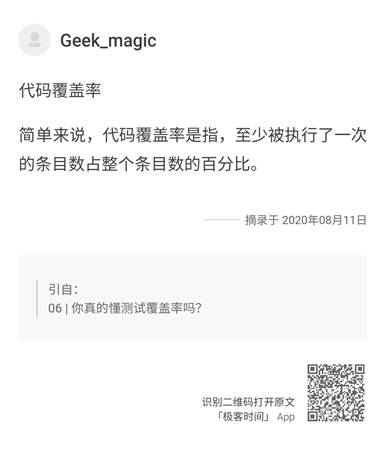 Geek_magic
代码覆盖率
简单来说，代码覆盖率是指，至少被执行了一次
的条目数占整个条目数的百分比。
摘录于 2020年08月11日
引自：
06 | 你真的懂测试覆盖率吗？
识别二维码打开原文
「极客时间」 App